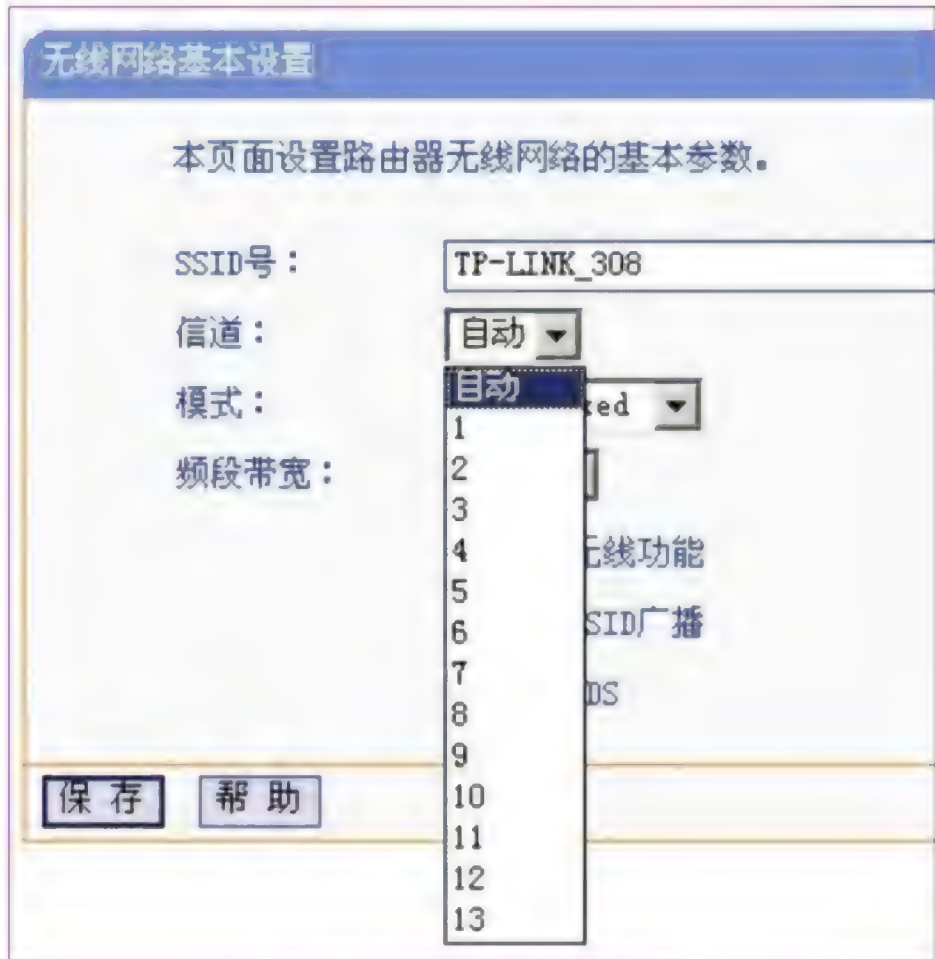 无线网络基本设置
本页面设置路由器无线网络的基本参数。
SSID号： TP-LINK_308
信道： 自动
自动
模式： xed
1
频段带宽： 2
3
4 无线功能
5
6 SSID广播
7
8 DS
9
保存 帮助 10
11
12
13